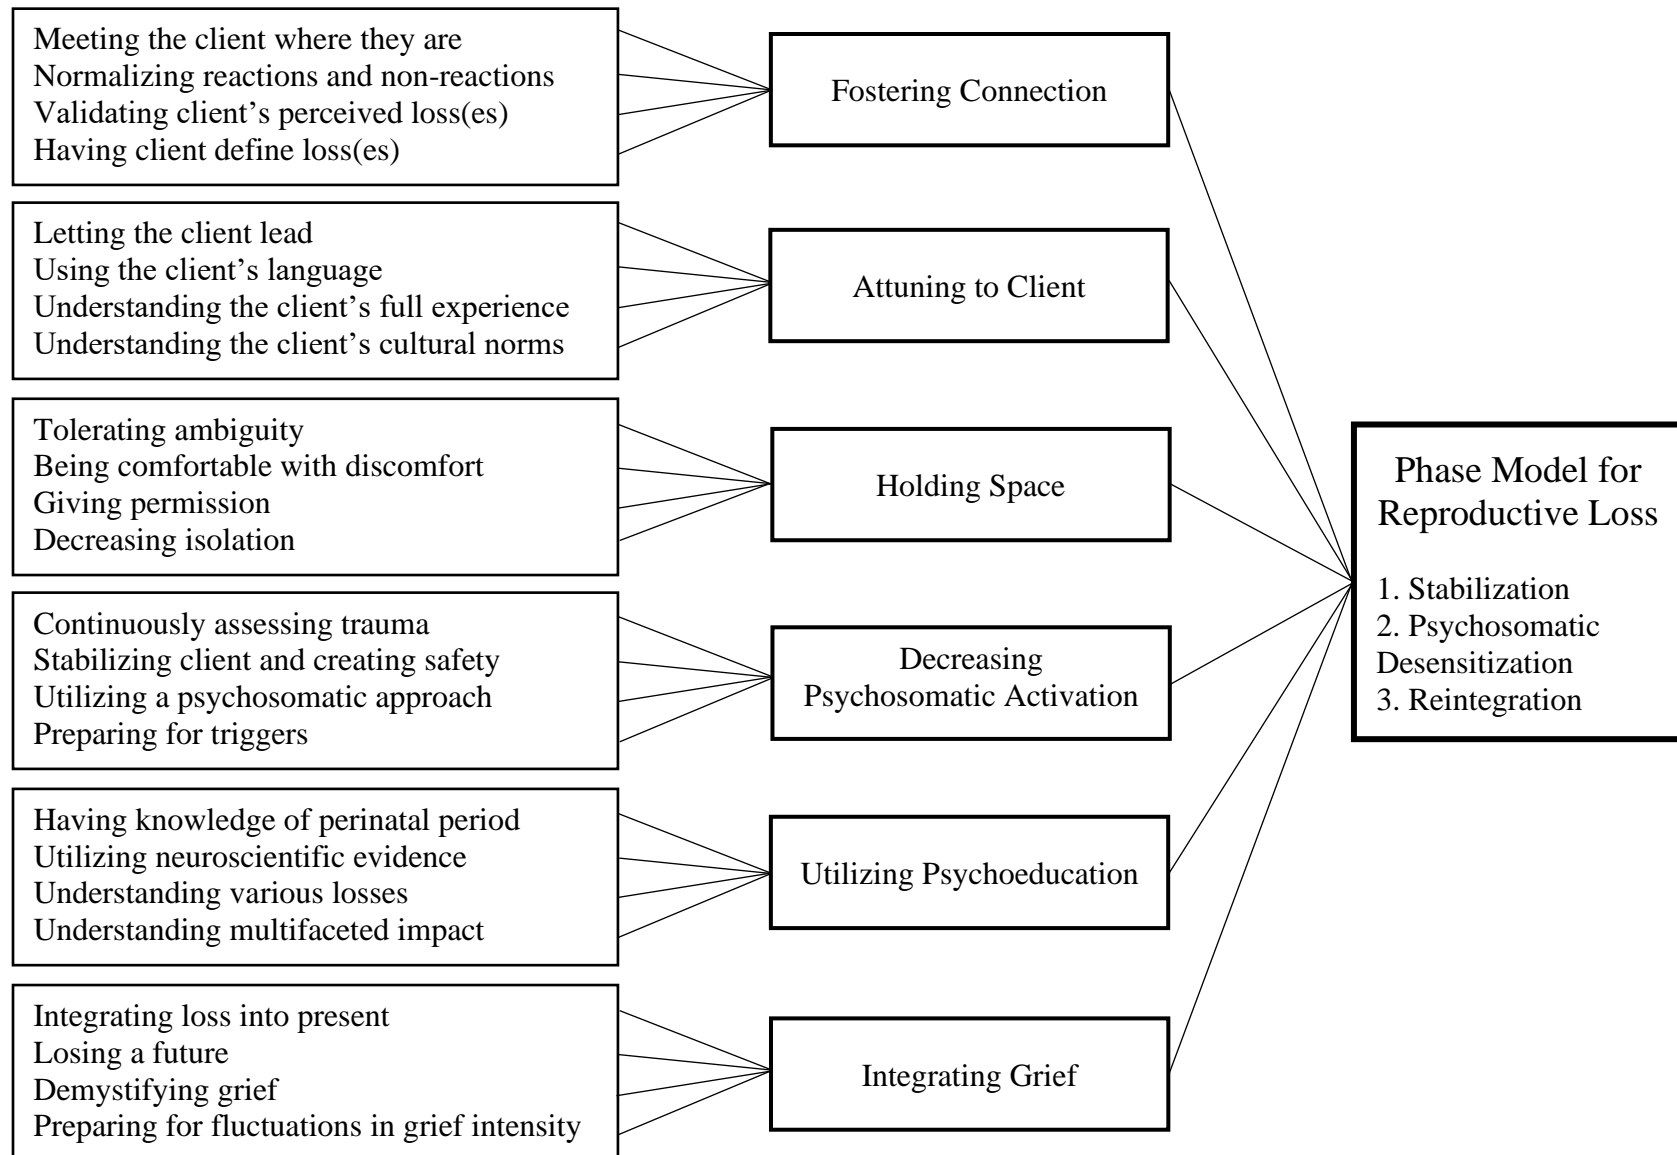 Meeting the client where they are
Normalizing reactions and non-reactions
Validating client’s perceived loss(es)
Having client define loss(es)
Fostering Connection
Letting the client lead
Using the client’s language
Understanding the client’s full experience
Understanding the client’s cultural norms
Attuning to Client
Tolerating ambiguity
Being comfortable with discomfort
Giving permission
Decreasing isolation
Holding Space
Continuously assessing trauma
Stabilizing client and creating safety
Utilizing a psychosomatic approach
Preparing for triggers
Decreasing
Psychosomatic Activation
Having knowledge of perinatal period
Utilizing neuroscientific evidence
Understanding various losses
Understanding multifaceted impact
Utilizing Psychoeducation
Integrating loss into present
Losing a future
Demystifying grief
Preparing for fluctuations in grief intensity
Integrating Grief
Phase Model for
Reproductive Loss
1. Stabilization
2. Psychosomatic
Desensitization
3. Reintegration